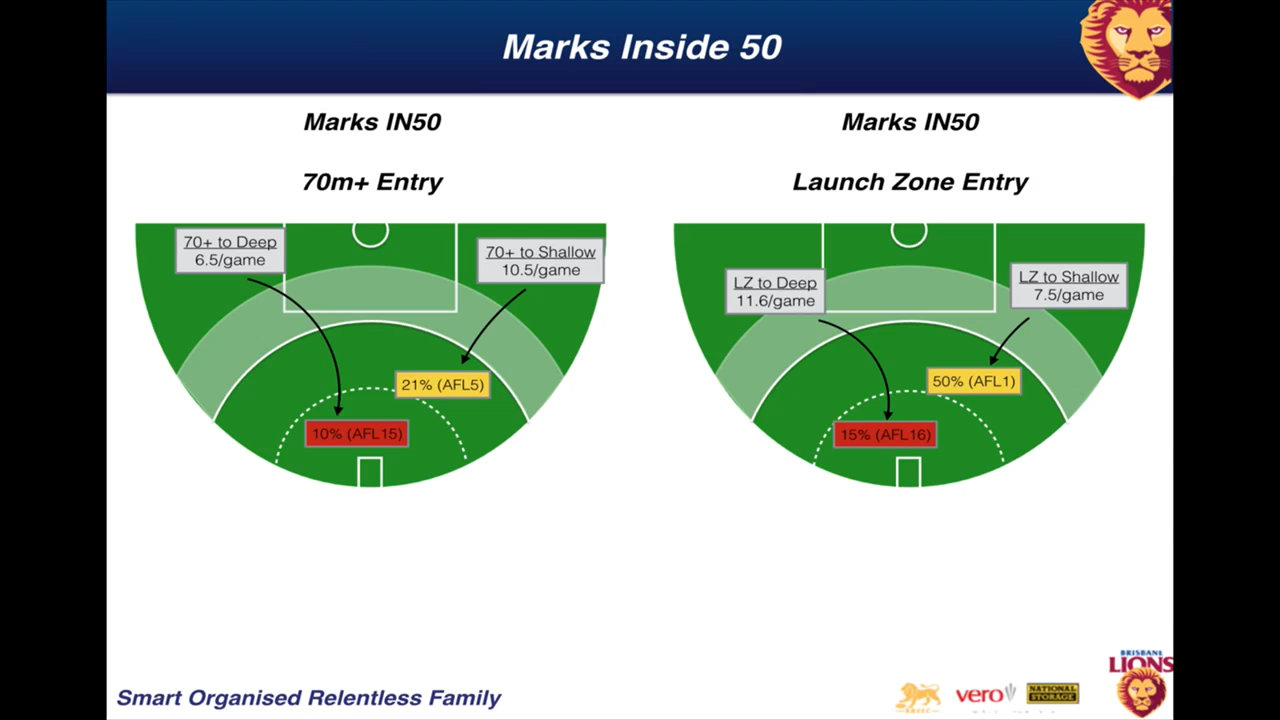 Marks Inside 50
Marks IN50
70m+ Entry
70+ to Deep
6.5/game
70+ to Shallow
10.5/game
21% (AFL5)
10% (AFL15)
Marks IN50
Launch Zone Entry
LZ to Deep
11.6/game
LZ to Shallow
7.5/game
50% (AFL1)
15% (AFL16)
Smart Organised Relentless Family
vero
NATIONAL
STORAGE
BRISBANE
LIONS